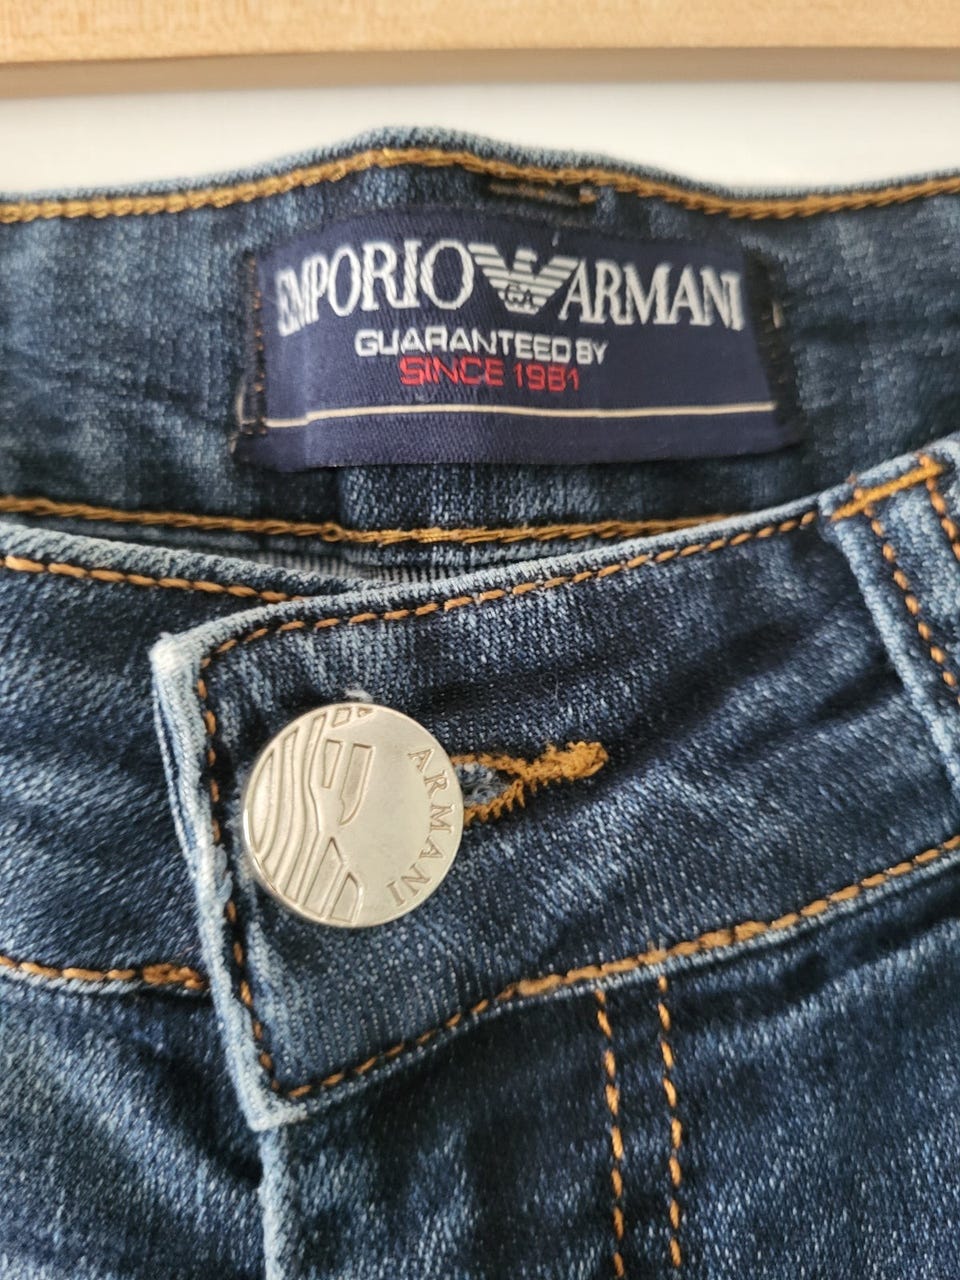 EMPORIO ARMANI
GUARANTEED BY
SINCE 1981
ARMANI